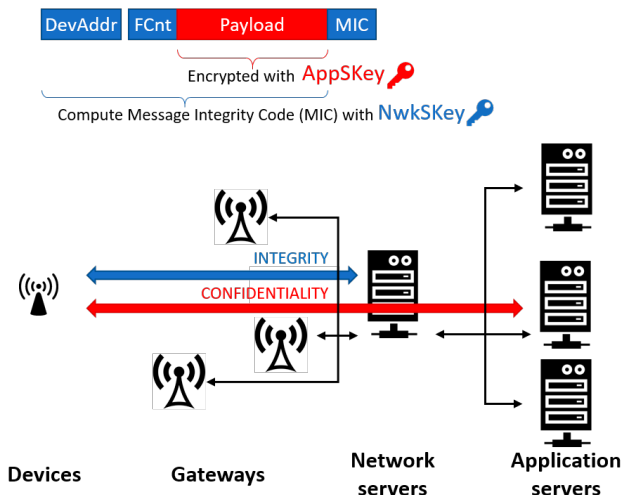 DevAddr FCnt Payload MIC
Encrypted with AppSKey
Compute Message Integrity Code (MIC) with NwkSKey
INTEGRITY
CONFIDENTIALITY
Devices Gateways Network servers Application servers